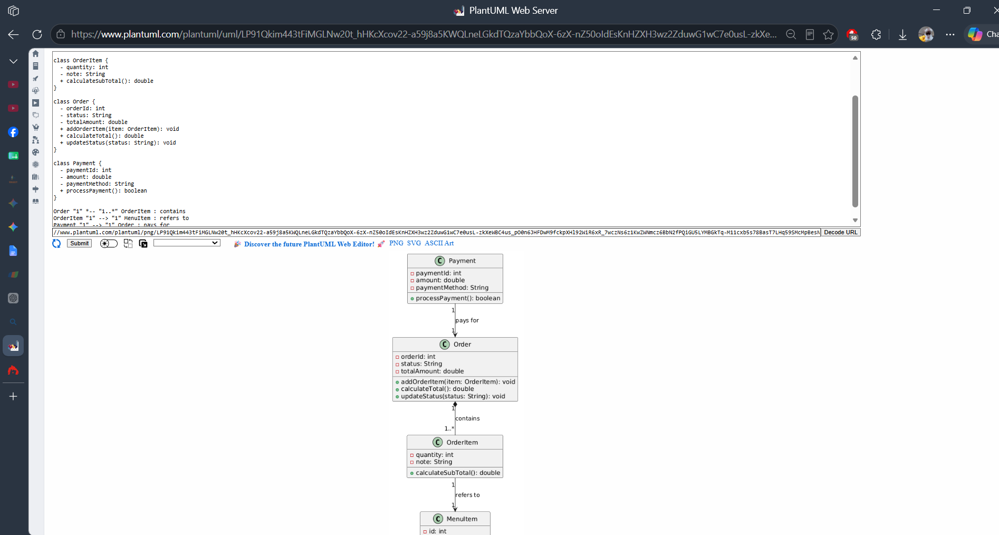 PlantUML Web Server
https://www.plantuml.com/plantuml/uml/LP91Qkim443tFiMGLNw20t_hHKcXcov22-a59j8a5KWQLneLGkdTQzaYbbQoX-6zX-nZ50oIdEsKnHZXH3wz2ZduwG1wC7e0usL-zkXe...
50
Cha
class OrderItem {
- quantity: int
- note: String
+ calculateSubTotal(): double
}
class Order {
- orderId: int
- status: String
- totalAmount: double
+ addOrderItem(item: OrderItem): void
+ calculateTotal(): double
+ updateStatus(status: String): void
}
class Payment {
- paymentId: int
- amount: double
- paymentMethod: String
+ processPayment(): boolean
}
Order "1" *-- "1..*" OrderItem : contains
OrderItem "1" --> "1" MenuItem : refers to
Payment "1" --> "1" Order : pays for
//www.plantuml.com/plantuml/png/LP91Qkim443tFiMGLNw20t_hHKcXcov22-a59j8a5KWQLneLGkdTQzaYbbQoX-6zX-nZ50oIdEsKnHZXH3wz2ZduwG1wC7e0usL-zkXeWBC4us_pO0n6JHFDwM9fckpXHl92WiR6xR_7wczNs6z1KwZWNmcz6BbN2fPQiGU5LYMBGkTq-M11cxb5s78BasT7LHq59SMcMpBesN
Decode URL
Submit
Discover the future PlantUML Web Editor!
PNG SVG ASCII Art
C Payment
paymentId: int
amount: double
paymentMethod: String
processPayment(): boolean
1
pays for
1
C Order
orderId: int
status: String
totalAmount: double
addOrderItem(item: OrderItem): void
calculateTotal(): double
updateStatus(status: String): void
1
contains
1..*
C OrderItem
quantity: int
note: String
calculateSubTotal(): double
1
refers to
1
C MenuItem
id: int